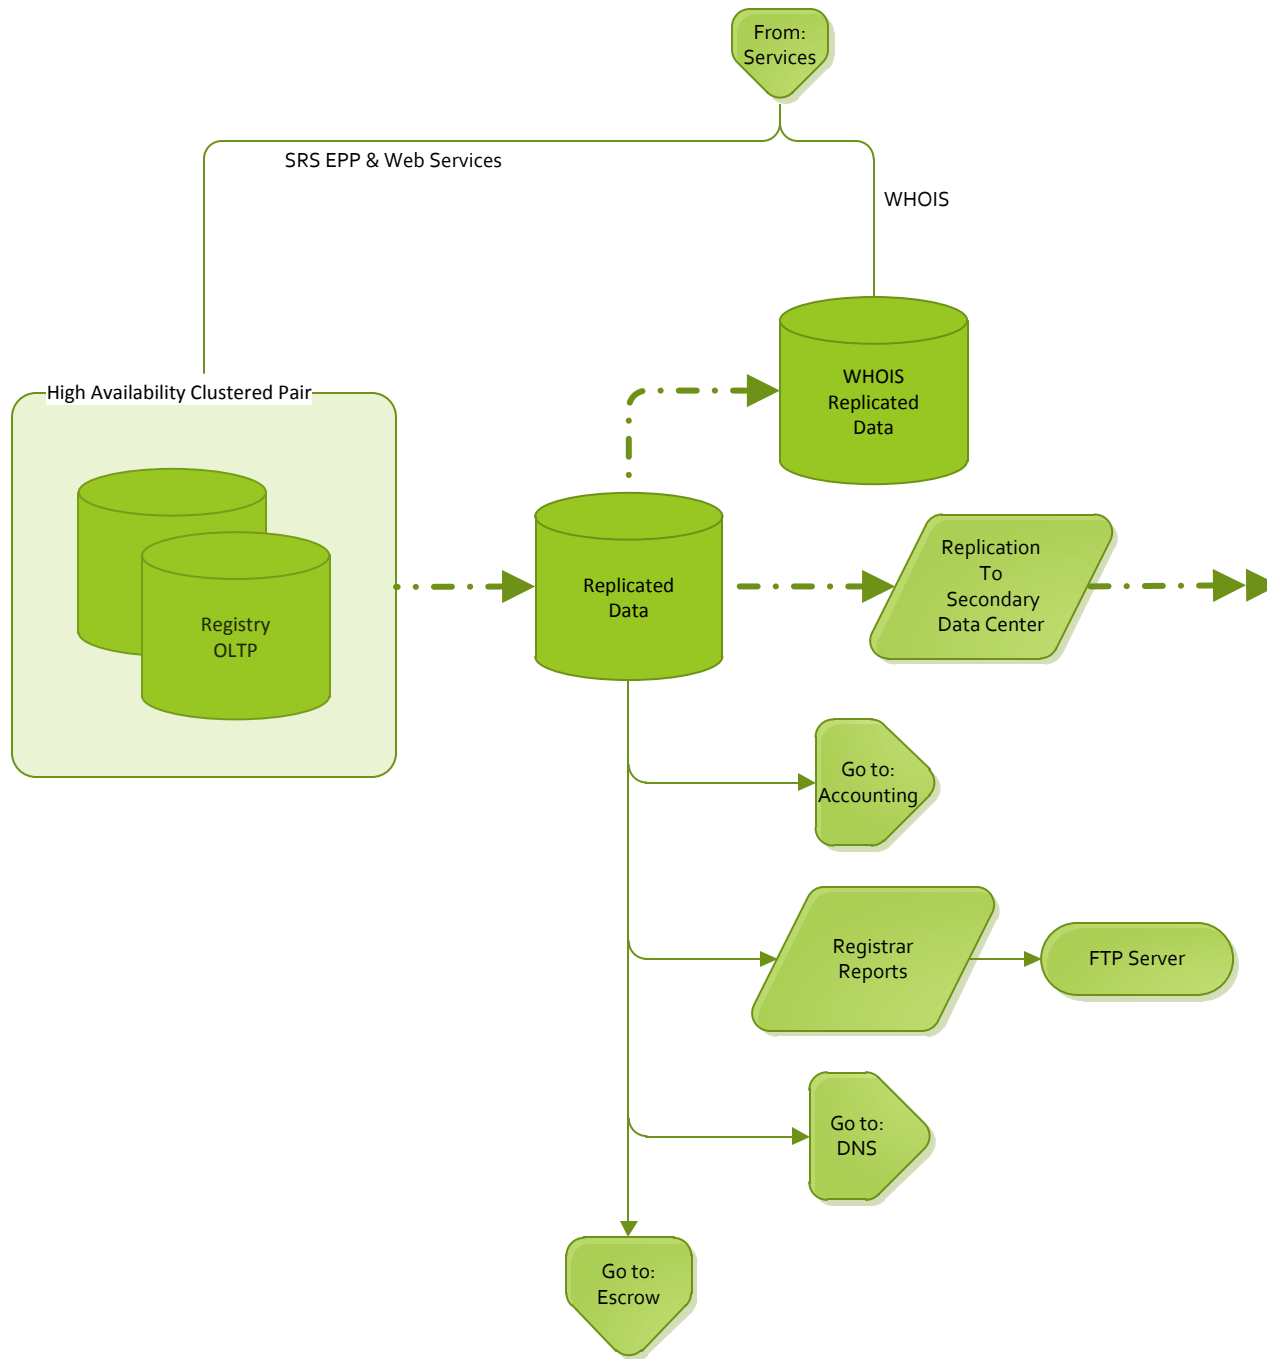 From:
Services
SRS EPP & Web Services
WHOIS
High Availability Clustered Pair
WHOIS
Replicated
Data
Registry
OLTP
Replicated
Data
Replication
To
Secondary
Data Center
Go to:
Accounting
Registrar
Reports
FTP Server
Go to:
DNS
Go to:
Escrow